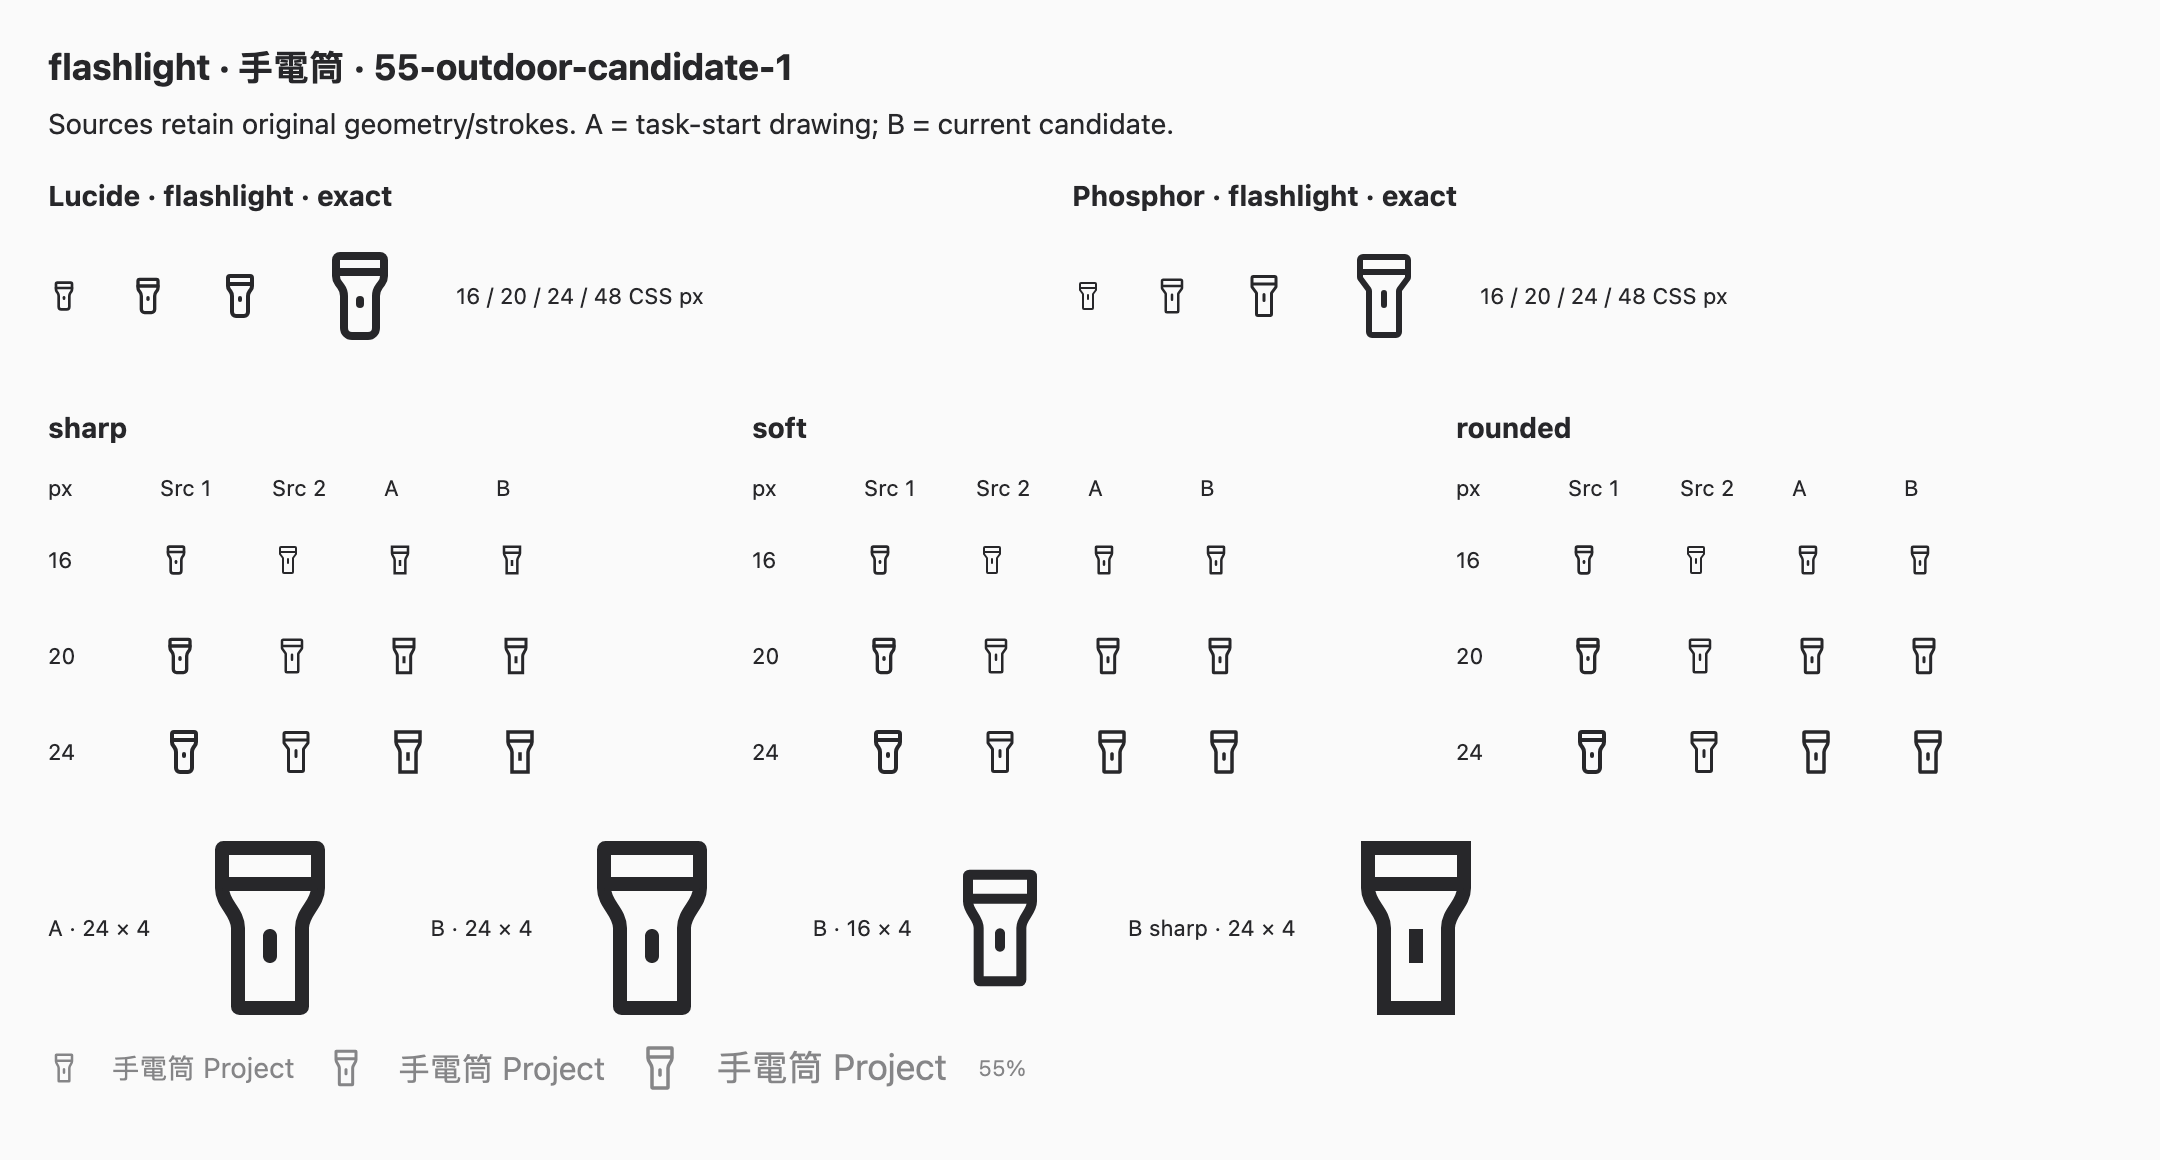 flashlight · 手電筒 · 55-outdoor-candidate-1
Sources retain original geometry/strokes. A = task-start drawing; B = current candidate.
Lucide · flashlight · exact
Phosphor · flashlight · exact
16 / 20 / 24 / 48 CSS px
16 / 20 / 24 / 48 CSS px
sharp
soft
rounded
px Src 1 Src 2 A B
px Src 1 Src 2 A B
px Src 1 Src 2 A B
16
16
16
20
20
20
24
24
24
A · 24 × 4
B · 24 × 4
B · 16 × 4
B sharp · 24 × 4
手電筒 Project
手電筒 Project
手電筒 Project
55%